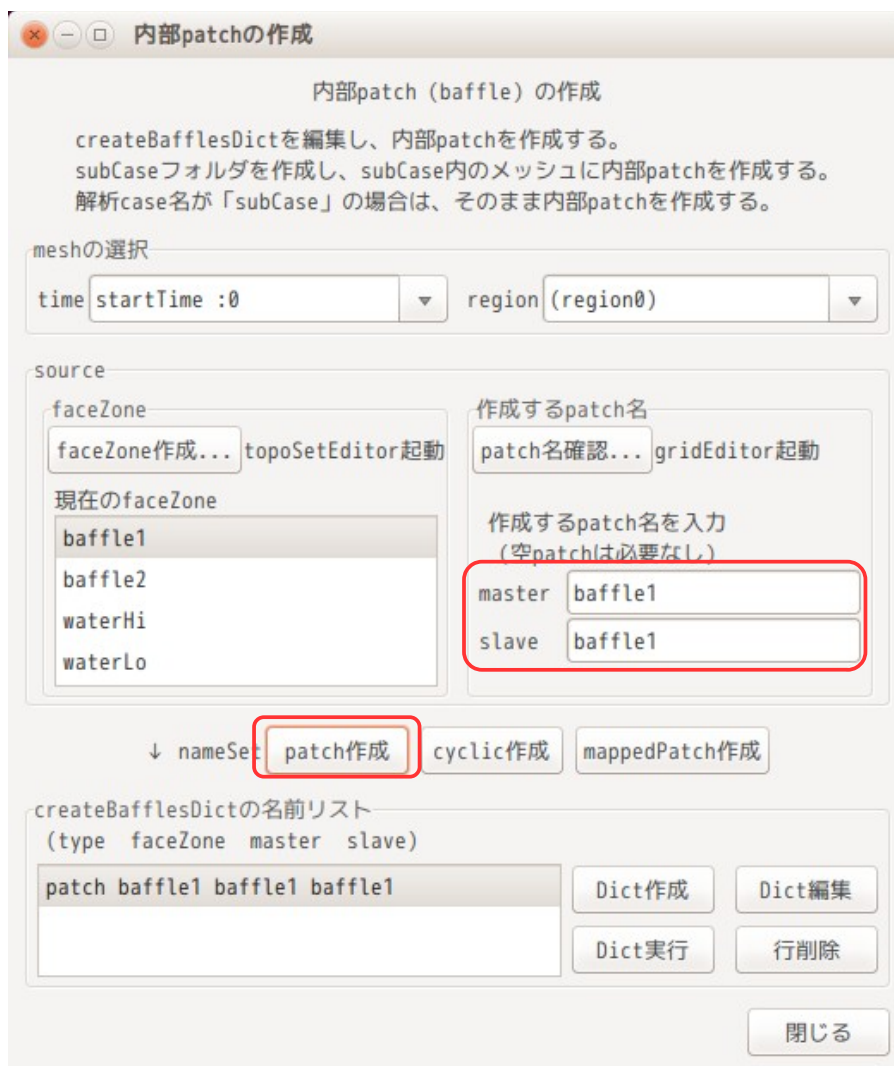 内部patchの作成
内部patch (baffle) の作成
createBafflesDictを編集し、内部patchを作成する。
subCaseフォルダを作成し、subCase内のメッシュに内部patchを作成する。
解析case名が「subCase」の場合は、そのまま内部patchを作成する。
meshの選択
time startTime :0 region (region0)
source
faceZone
faceZone作成... topoSetEditor起動
現在のfaceZone
baffle1
baffle2
waterHi
waterLo
作成するpatch名
patch名確認... gridEditor起動
作成するpatch名を入力
(空patchは必要なし)
master baffle1
slave baffle1
↓ nameSet patch作成 cyclic作成 mappedPatch作成
createBafflesDictの名前リスト
(type faceZone master slave)
patch baffle1 baffle1 baffle1
Dict作成 Dict編集
Dict実行 行削除
閉じる